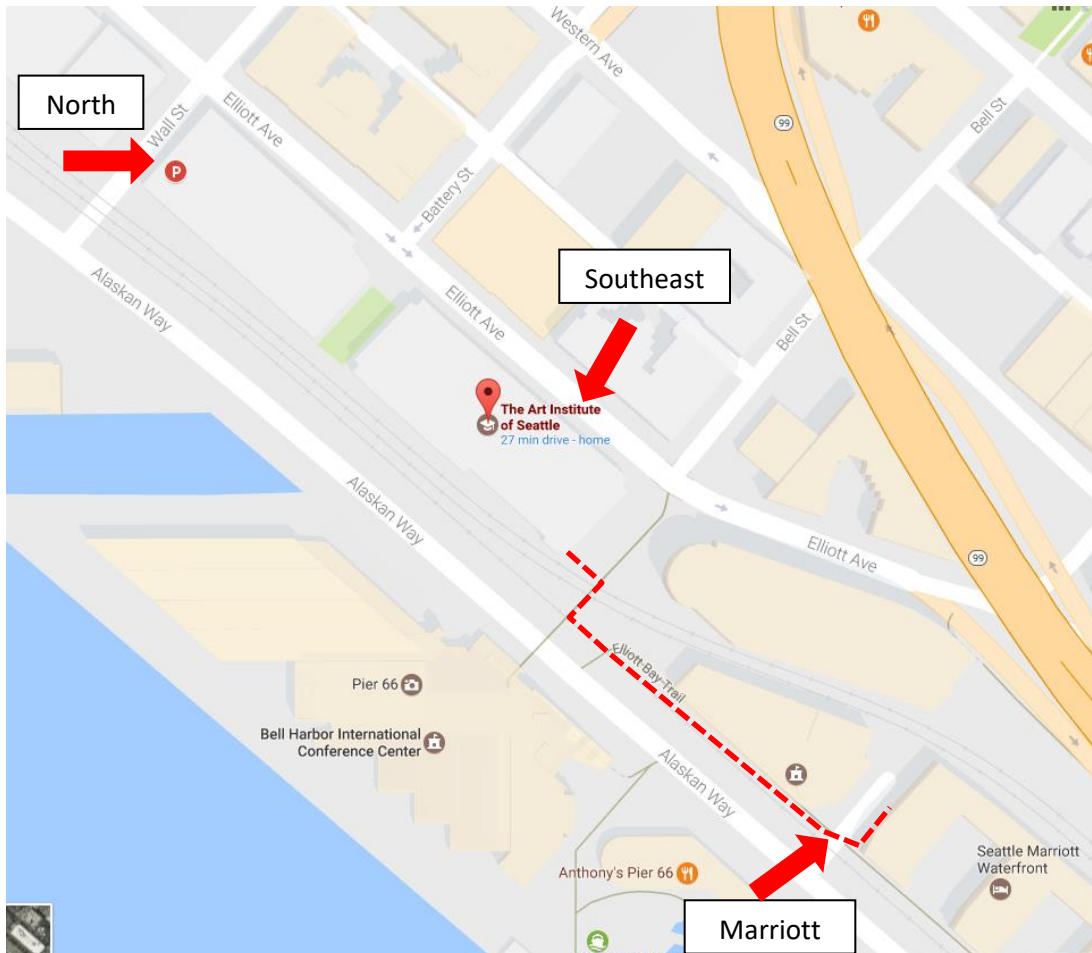 North
Wall St
P
Elliott Ave
Western Ave
99
Bell St
Battery St
Southeast
Elliott Ave
Bell St
Alaskan Way
The Art Institute
of Seattle
27 min drive - home
Alaskan Way
Elliott Ave
99
Elliott Bay Trail
Pier 66
Bell Harbor International
Conference Center
Alaskan Way
Anthony's Pier 66
Seattle Marriott
Waterfront
Marriott